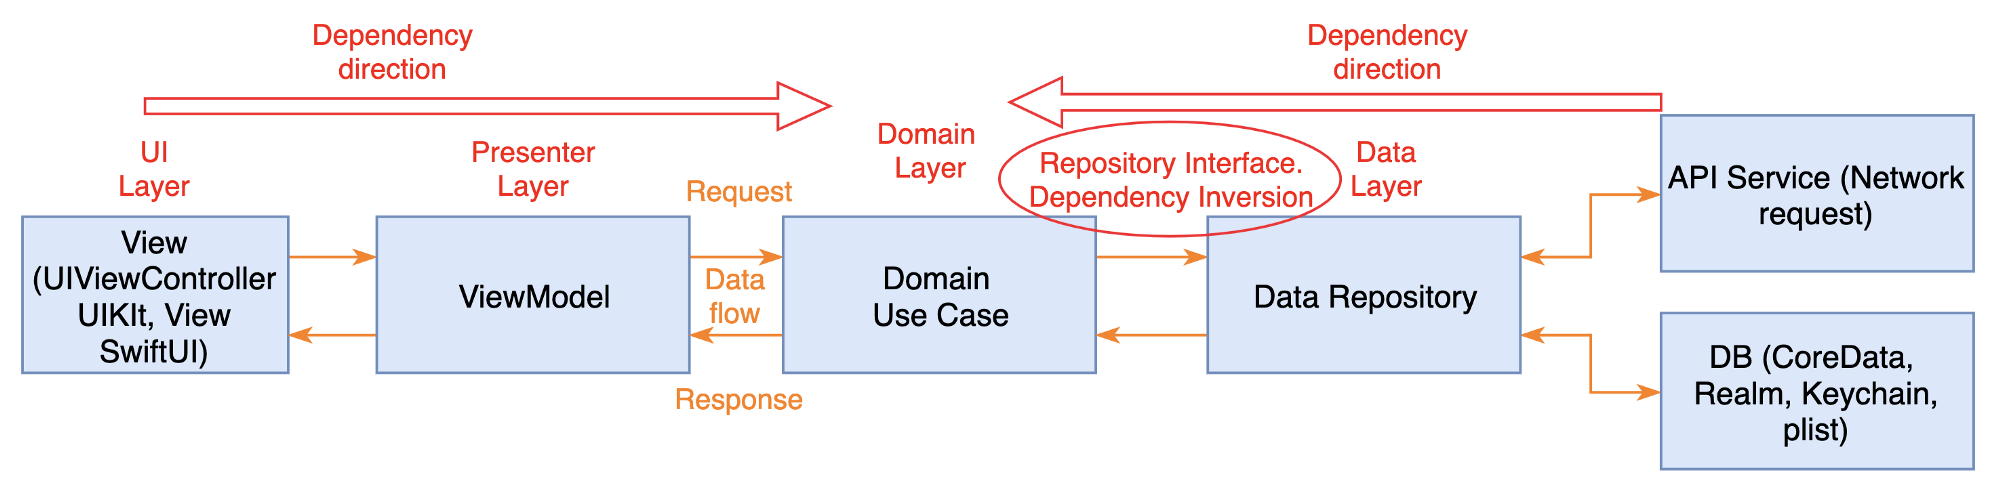 Dependency
direction
Dependency
direction
UI
Layer
Presenter
Layer
Domain
Layer
Repository Interface.
Dependency Inversion
Data
Layer
Request
Data
flow
Response
View
(UIViewController
UIKIt, View
SwiftUI)
ViewModel
Domain
Use Case
Data Repository
API Service (Network
request)
DB (CoreData,
Realm, Keychain,
plist)